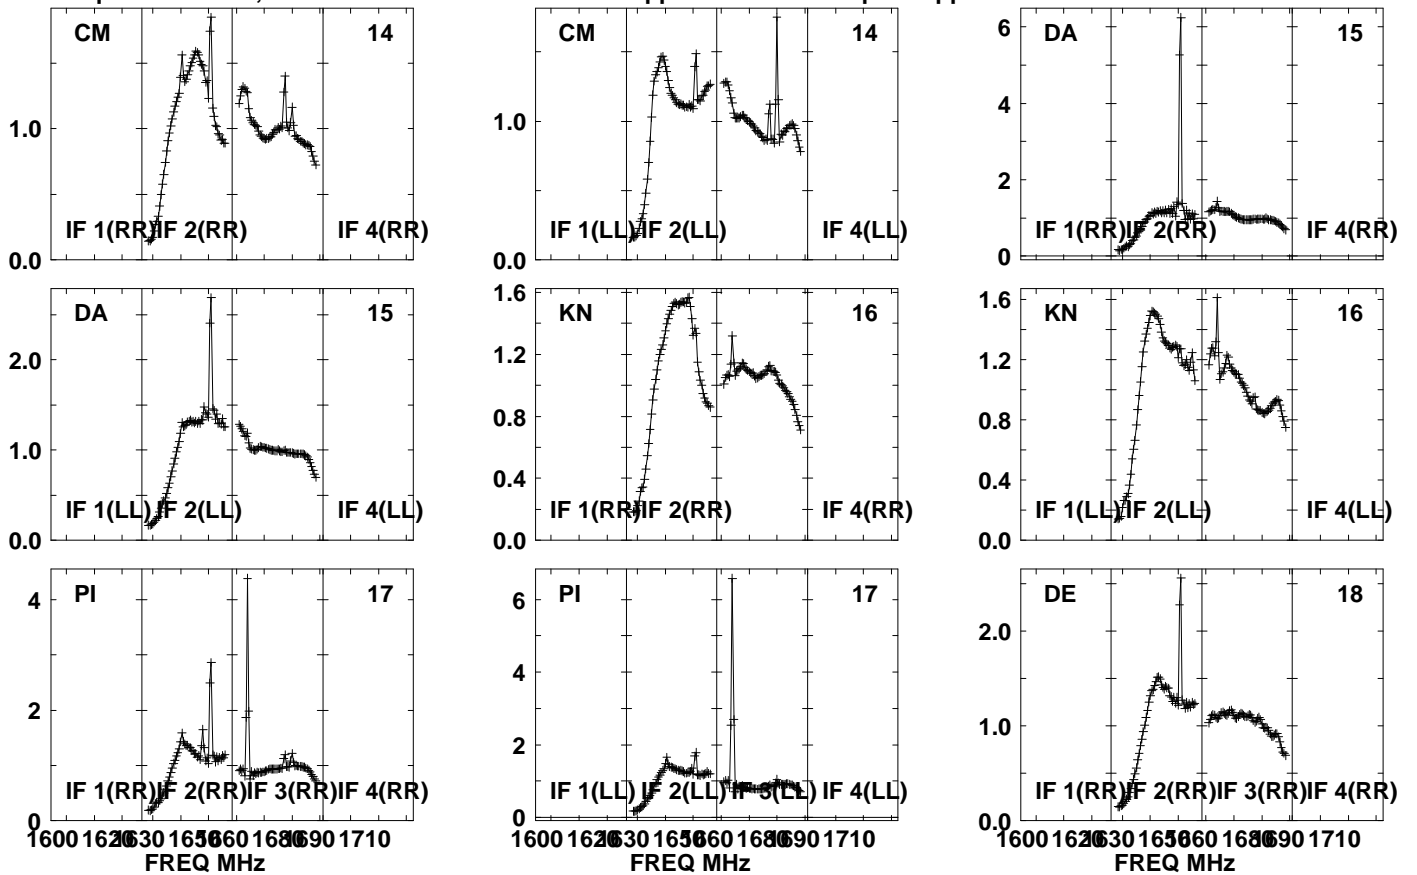 CM 14
1.0
0.0
IF 1(RR) IF 2(RR) IF 4(RR)
CM 14
1.0
0.0
IF 1(LL) IF 2(LL) IF 4(LL)
DA 15
6
4
2
0
IF 1(RR) IF 2(RR) IF 4(RR)
DA 15
2.0
1.0
0.0
IF 1(LL) IF 2(LL) IF 4(LL)
KN 16
1.6
1.2
0.8
0.4
0.0
IF 1(RR) IF 2(RR) IF 4(RR)
KN 16
1.6
1.2
0.8
0.4
0.0
IF 1(LL) IF 2(LL) IF 4(LL)
PI 17
4
2
0
IF 1(RR) IF 2(RR) IF 3(RR) IF 4(RR)
1600 1620 1630 1650 1660 1680 1690 1710
FREQ MHz
PI 17
6
4
2
0
IF 1(LL) IF 2(LL) IF 3(LL) IF 4(LL)
1600 1620 1630 1650 1660 1680 1690 1710
FREQ MHz
DE 18
2.0
1.0
0.0
IF 1(RR) IF 2(RR) IF 3(RR) IF 4(RR)
1600 1620 1630 1650 1660 1680 1690 1710
FREQ MHz